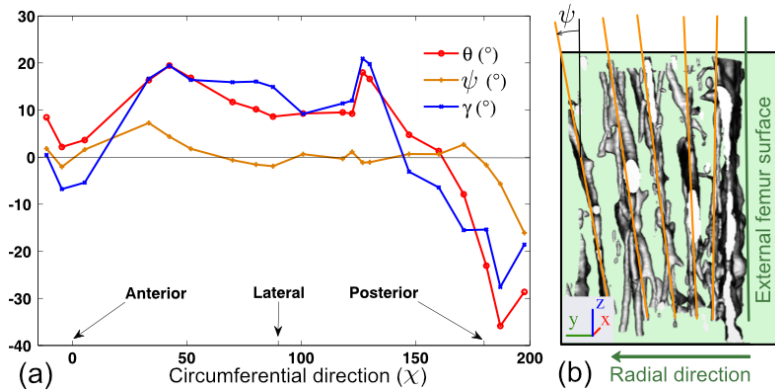 30
20
10
0
-10
-20
-30
-40
0
50
100
150
200
θ (°)
ψ (°)
γ (°)
Anterior
Lateral
Posterior
(a)
Circumferential direction (χ)
ψ
External femur surface
z
y
x
(b)
Radial direction